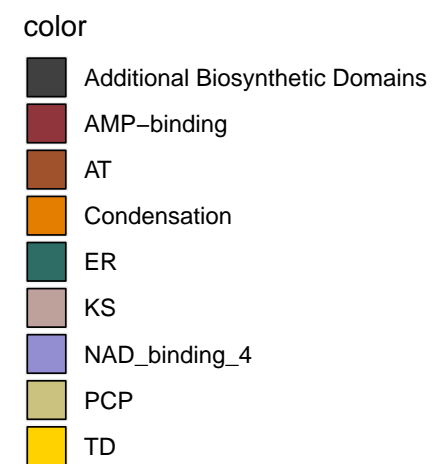 color
Additional Biosynthetic Domains
AMP−binding
AT
Condensation
ER
KS
NAD_binding_4
PCP
TD